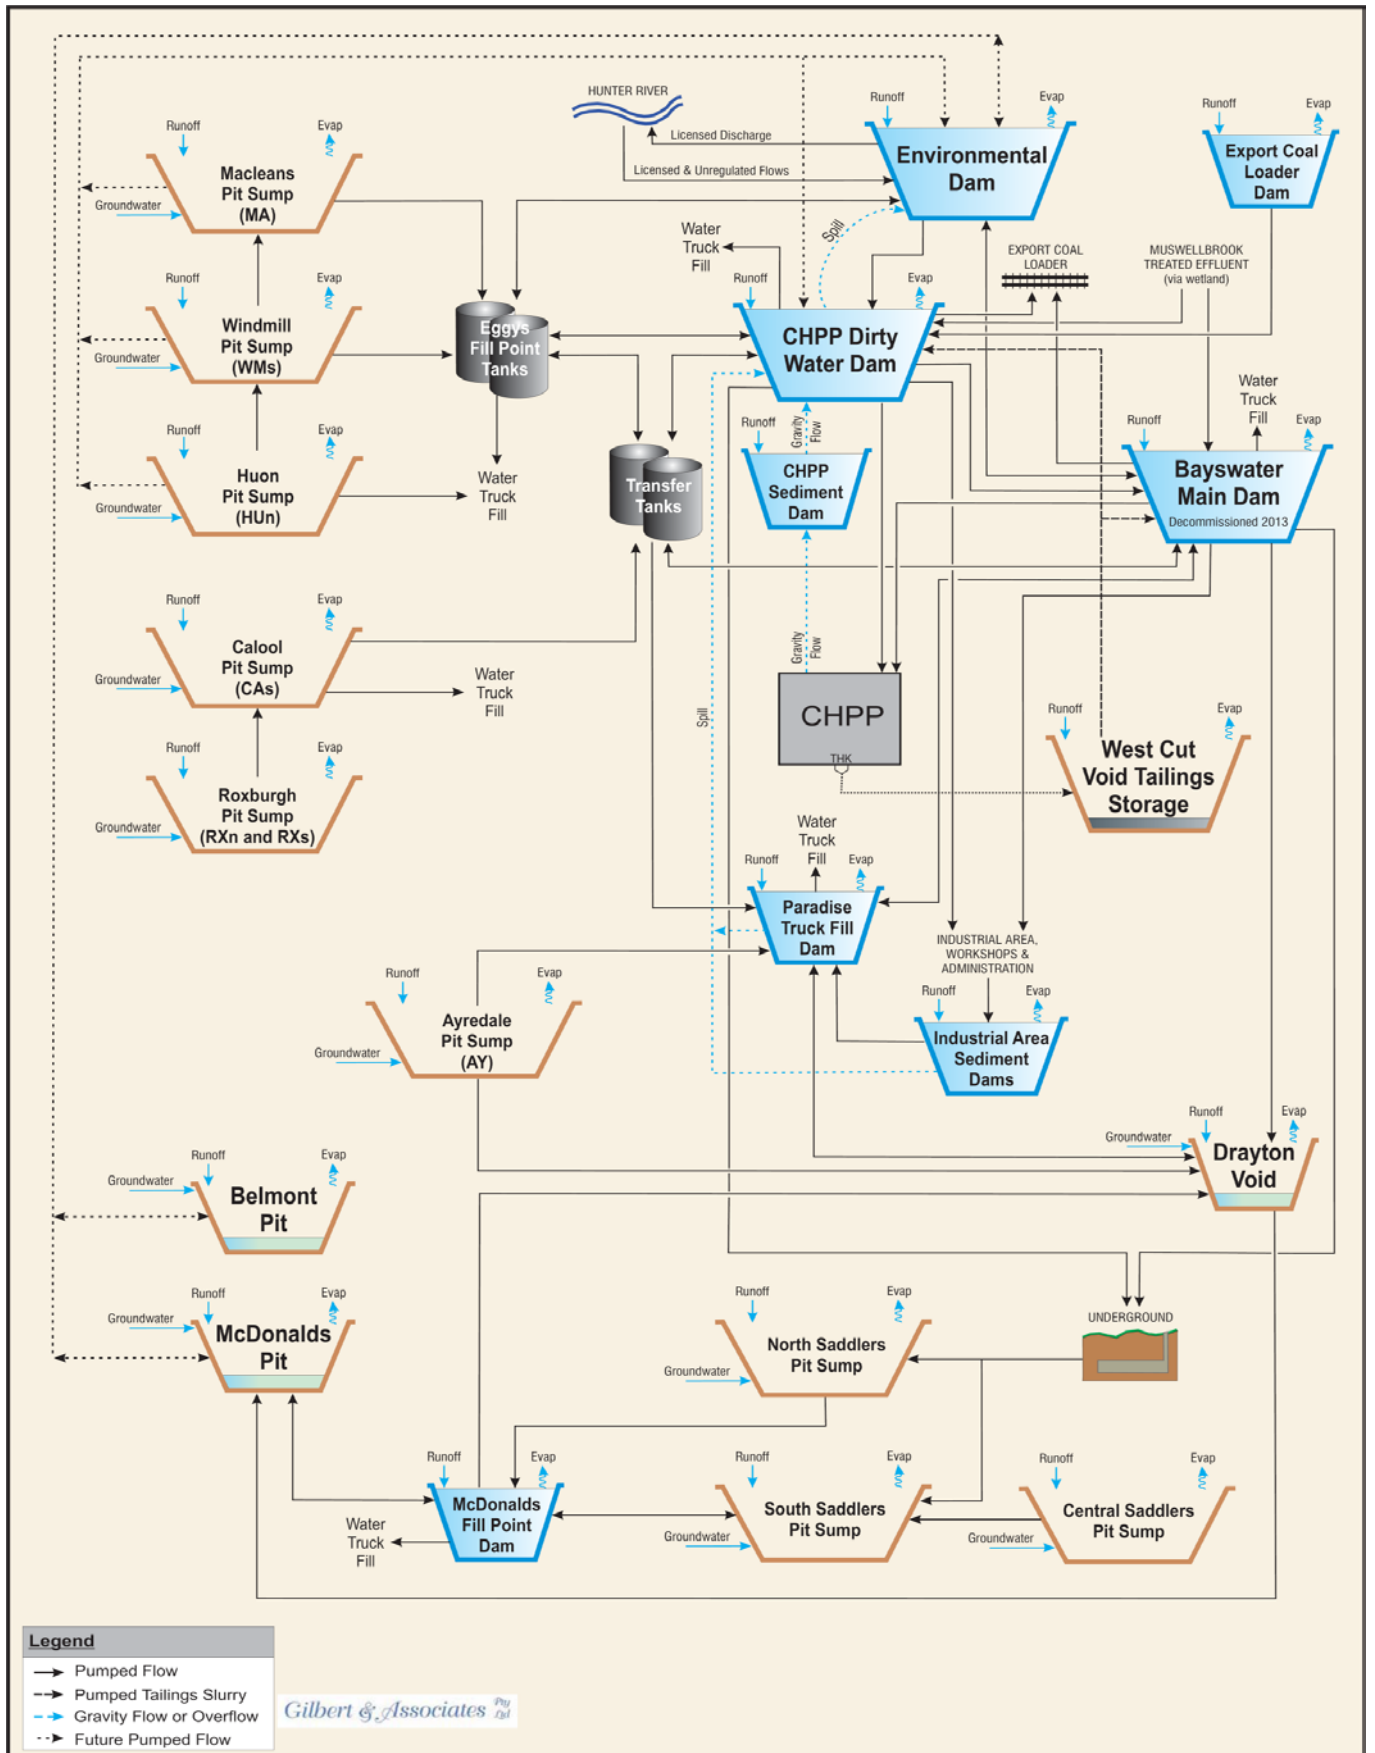 HUNTER RIVER
Licensed Discharge
Licensed & Unregulated Flows
Runoff
Evap
Environmental
Dam
Runoff
Evap
Export Coal
Loader
Dam
Runoff
Evap
Macleans
Pit Sump
(MA)
Groundwater
Water
Truck
Fill
Spill
EXPORT COAL
LOADER
MUSWELLBROOK
TREATED EFFLUENT
(via wetland)
Runoff
Evap
Windmill
Pit Sump
(WMs)
Groundwater
Eggys
Fill Point
Tanks
Runoff
Evap
CHPP Dirty
Water Dam
Water
Truck
Fill
Runoff
Evap
Bayswater
Main Dam
Decommissioned 2013
Runoff
Evap
Huon
Pit Sump
(HUn)
Groundwater
Water
Truck
Fill
Transfer
Tanks
Runoff
Gravity
Flow
CHPP
Sediment
Dam
Runoff
Evap
Calool
Pit Sump
(CAs)
Groundwater
Water
Truck
Fill
Gravity
Flow
Spill
CHPP
THK
Runoff
Evap
West Cut
Void Tailings
Storage
Runoff
Evap
Roxburgh
Pit Sump
(RXn and RXs)
Groundwater
Water
Truck
Fill
Runoff
Evap
Paradise
Truck Fill
Dam
INDUSTRIAL AREA,
WORKSHOPS &
ADMINISTRATION
Runoff
Evap
Ayredale
Pit Sump
(AY)
Groundwater
Runoff
Evap
Industrial Area
Sediment
Dams
Runoff
Evap
Groundwater
Drayton
Void
Runoff
Evap
Groundwater
Belmont
Pit
Runoff
Evap
Groundwater
McDonalds
Pit
Runoff
Evap
North Saddlers
Pit Sump
Groundwater
UNDERGROUND
Runoff
Evap
McDonalds
Fill Point
Dam
Water
Truck
Fill
Runoff
Evap
South Saddlers
Pit Sump
Groundwater
Runoff
Evap
Central Saddlers
Pit Sump
Groundwater
Legend
Pumped Flow
Pumped Tailings Slurry
Gravity Flow or Overflow
Future Pumped Flow
Gilbert & Associates Pty
Ltd